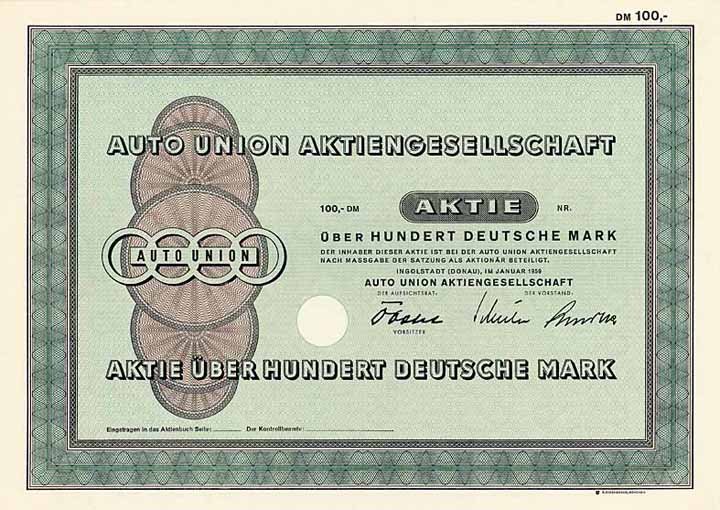 DM 100,-
AUTO UNION AKTIENGESELLSCHAFT
100,- DM AKTIE NR.
ÜBER HUNDERT DEUTSCHE MARK
DER INHABER DIESER AKTIE IST BEI DER AUTO UNION AKTIENGESELLSCHAFT
NACH MASSGABE DER SATZUNG ALS AKTIONÄR BETEILIGT.
AUTO UNION
INGOLSTADT (DONAU), IM JANUAR 1956
AUTO UNION AKTIENGESELLSCHAFT
DER AUFSICHTSRAT: DER VORSTAND:
VORSITZER
AKTIE ÜBER HUNDERT DEUTSCHE MARK
Eingetragen in das Aktienbuch Seite: Der Kontrollbeamte: